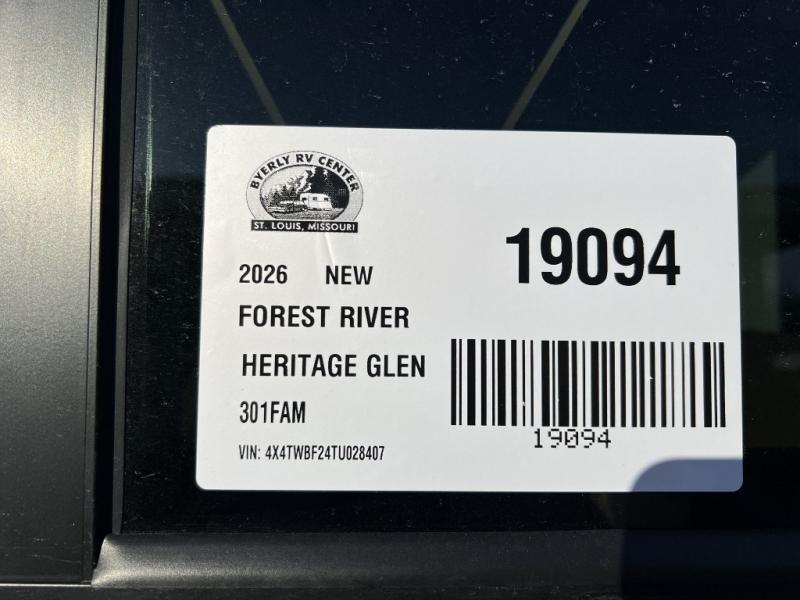 BYERLY RV CENTER
ST. LOUIS, MISSOURI
19094
2026 NEW
FOREST RIVER
HERITAGE GLEN
301FAM
VIN: 4X4TWBF24TU028407
19094